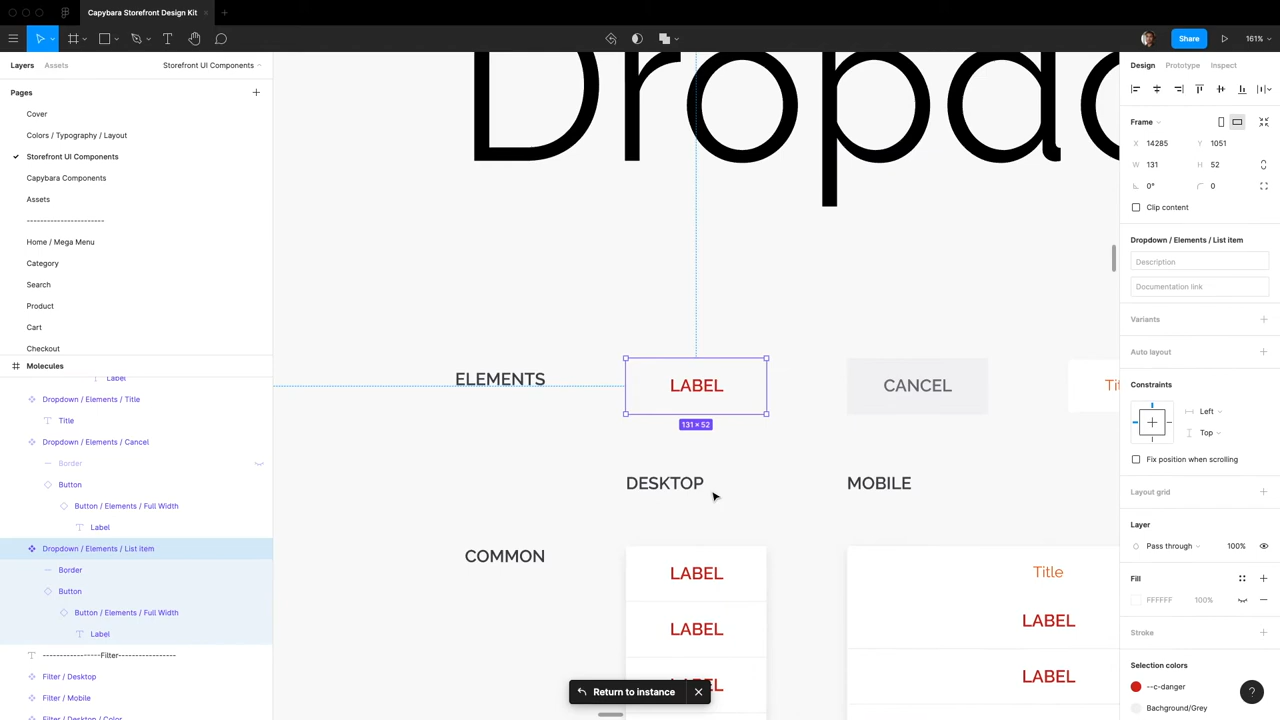 Capybara Storefront Design Kit
Share
161%
Layers
Assets
Storefront UI Components
Pages
Cover
Colors / Typography / Layout
Storefront UI Components
Capybara Components
Assets
-----------------------
Home / Mega Menu
Category
Search
Product
Cart
Checkout
Molecules
Label
Dropdown / Elements / Title
Title
Dropdown / Elements / Cancel
Border
Button
Button / Elements / Full Width
Label
Dropdown / Elements / List item
Border
Button
Button / Elements / Full Width
Label
-----------------Filter-----------------
Filter / Desktop
Filter / Mobile
Filter / Desktop / Color
ELEMENTS
LABEL
131 × 52
CANCEL
DESKTOP
MOBILE
COMMON
LABEL
LABEL
Title
LABEL
LABEL
Return to instance
Design
Prototype
Inspect
Frame
X 14285
Y 1051
W 131
H 52
0°
0
Clip content
Dropdown / Elements / List item
Description
Documentation link
Variants
Auto layout
Constraints
Left
Top
Fix position when scrolling
Layout grid
Layer
Pass through
100%
Fill
FFFFFF
100%
Stroke
Selection colors
--c-danger
Bacground/Grey
?